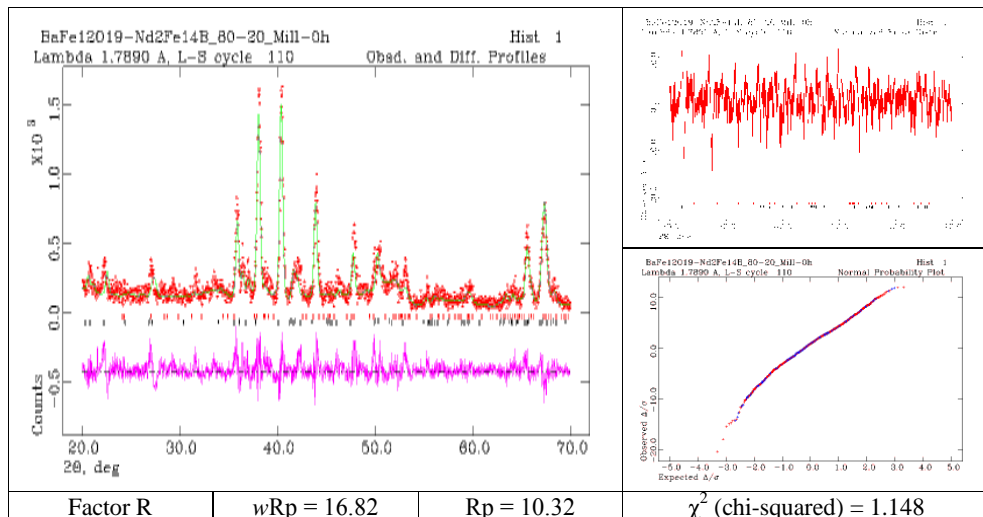 BaFe12O19-Nd2Fe14B_80-20_Mill-0h Hist 1
Lambda 1.7890 A, L-S cycle 110 Obsd. and Diff. Profiles
X10 3
1.5
1.0
0.5
0.0
-0.5
Counts
20.0 30.0 40.0 50.0 60.0 70.0
2θ, deg
Hist 1
BaFe12O19-Nd2Fe14B_80-20_Mill-0h Hist 1
Lambda 1.7890 A, L-S cycle 110 Normal Probability Plot
10.0
0.0
-10.0
-20.0
Observed Δ/σ
-5.0 -4.0 -3.0 -2.0 -1.0 0.0 1.0 2.0 3.0 4.0 5.0
Expected Δ/σ
Factor R wRp = 16.82 Rp = 10.32 χ² (chi-squared) = 1.148